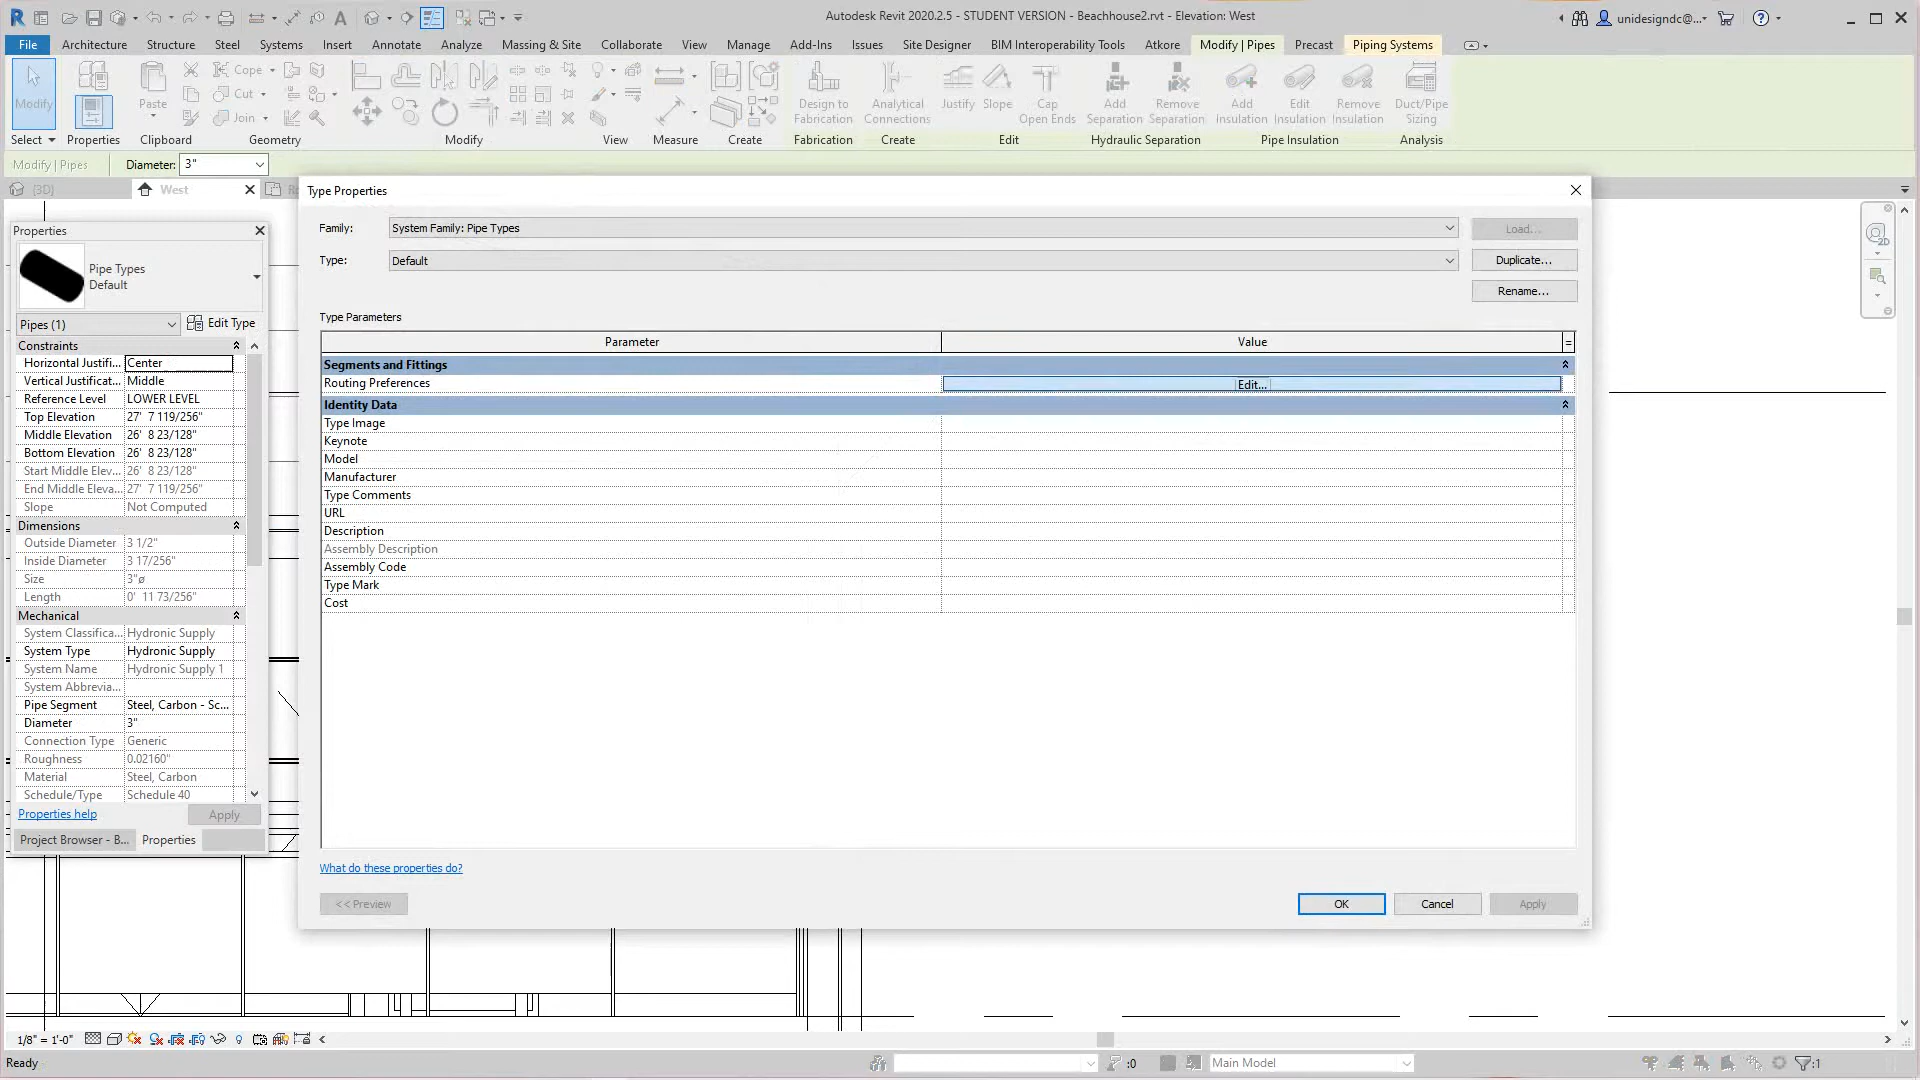 Autodesk Revit 2020.2.5 - STUDENT VERSION - Beachhouse2.rvt - Elevation: West
unidesigndc@...
File Architecture Structure Steel Systems Insert Annotate Analyze Massing & Site Collaborate View Manage Add-Ins Issues Site Designer BIM Interoperability Tools Atkore Modify | Pipes Precast Piping Systems
Modify
Paste
Cope
Cut
Join
Design to Fabrication
Analytical Connections
Justify
Slope
Cap Open Ends
Add Separation
Remove Separation
Add Insulation
Edit Insulation
Remove Insulation
Duct/Pipe Sizing
Select Properties Clipboard Geometry Modify View Measure Create Fabrication Create Edit Hydraulic Separation Pipe Insulation Analysis
Modify | Pipes Diameter: 3"
{3D} West
Properties
Pipe Types
Default
Pipes (1) Edit Type
Constraints
Horizontal Justifi... Center
Vertical Justificat... Middle
Reference Level LOWER LEVEL
Top Elevation 27' 7 119/256"
Middle Elevation 26' 8 23/128"
Bottom Elevation 26' 8 23/128"
Start Middle Elev... 26' 8 23/128"
End Middle Eleva... 27' 7 119/256"
Slope Not Computed
Dimensions
Outside Diameter 3 1/2"
Inside Diameter 3 17/256"
Size 3"ø
Length 0' 11 73/256"
Mechanical
System Classifica... Hydronic Supply
System Type Hydronic Supply
System Name Hydronic Supply 1
System Abbrevia...
Pipe Segment Steel, Carbon - Sc...
Diameter 3"
Connection Type Generic
Roughness 0.02160"
Material Steel, Carbon
Schedule/Type Schedule 40
Properties help Apply
Project Browser - B... Properties
Type Properties
Family: System Family: Pipe Types Load...
Type: Default Duplicate...
Rename...
Type Parameters
Parameter Value =
Segments and Fittings
Routing Preferences Edit...
Identity Data
Type Image
Keynote
Model
Manufacturer
Type Comments
URL
Description
Assembly Description
Assembly Code
Type Mark
Cost
What do these properties do?
<< Preview OK Cancel Apply
2D
1/8" = 1'-0"
Ready :0 Main Model :1